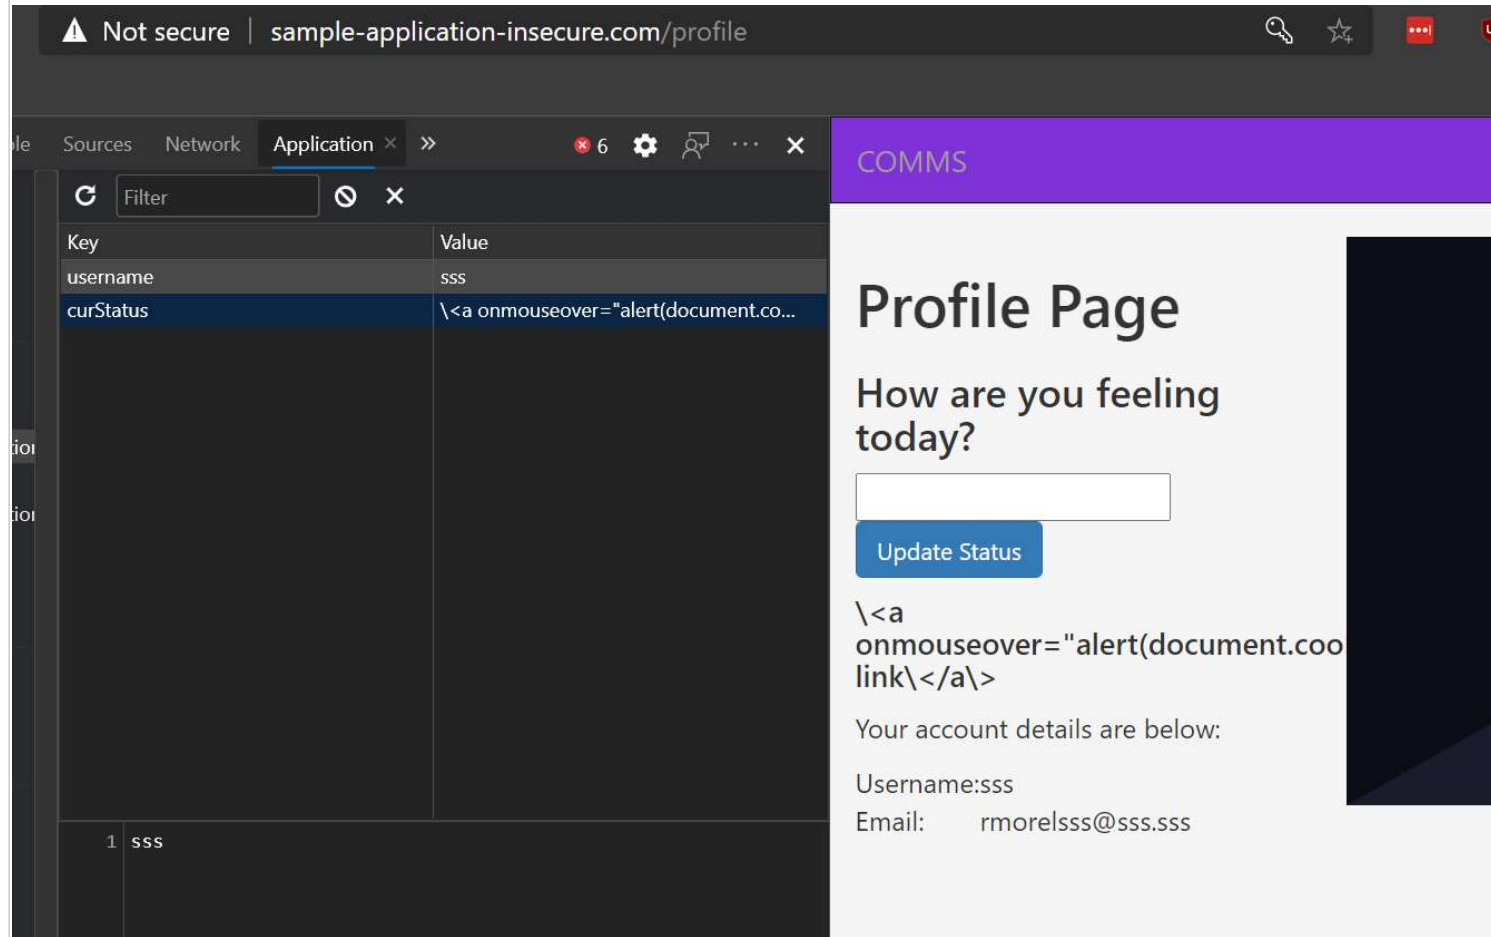 Not secure | sample-application-insecure.com/profile
Sources Network Application × » 6 ··· ×
COMMS
Filter
Key Value
username sss
curStatus \<a onmouseover="alert(document.co...
1 sss
Profile Page
How are you feeling
today?
Update Status
\<a
onmouseover="alert(document.coo
link\</a\>
Your account details are below:
Username:sss
Email: rmorelsss@sss.sss